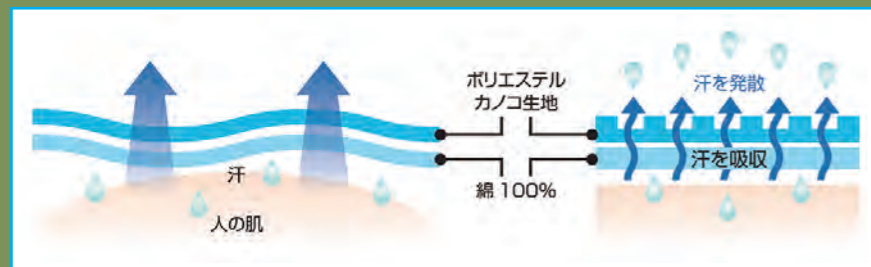 汗
人の肌
ポリエステル
カノコ生地
綿 100%
汗を発散
汗を吸収